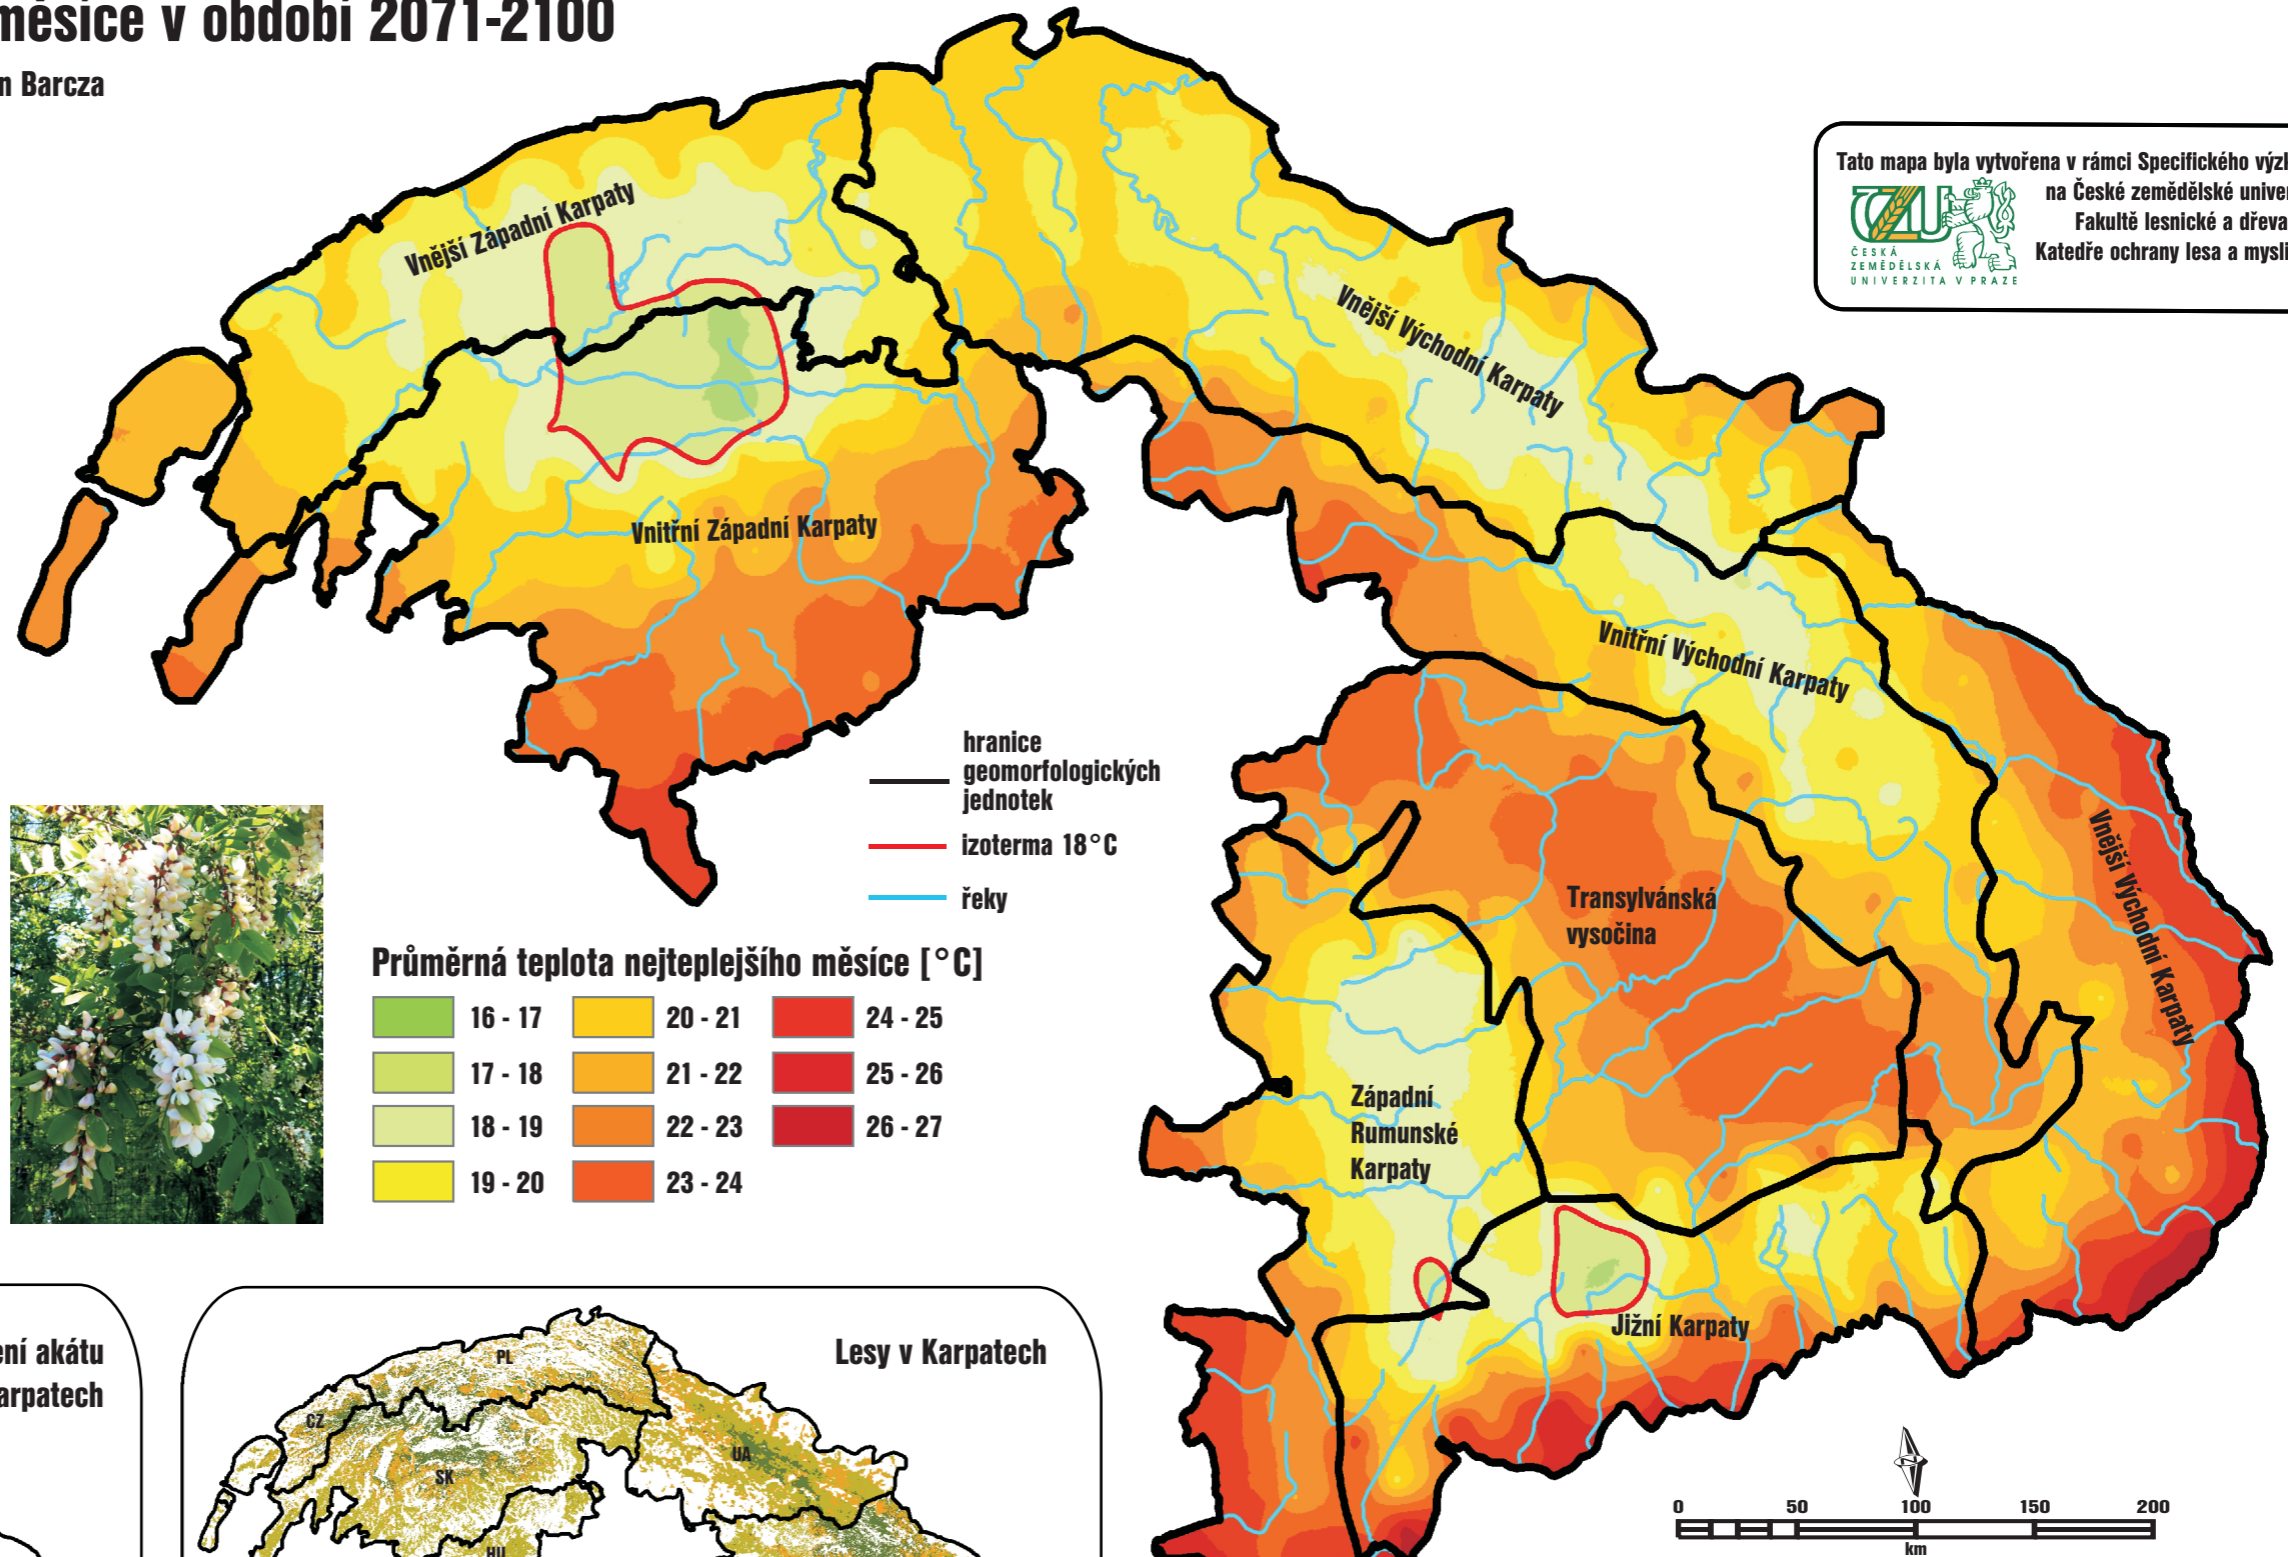 měsíce v období 2071-2100
n Barcza
Tato mapa byla vytvořena v rámci Specifického
na České zemědělské
Fakultě lesnické a
Katedře ochrany lesa a
ČZU
ČESKÁ
ZEMĚDĚLSKÁ
UNIVERZITA V PRAZE
Vnější Západní Karpaty
Vnitřní Západní Karpaty
Vnější Východní Karpaty
Vnitřní Východní Karpaty
Vnější Východní Karpaty
Transylvánská
vysočina
Západní
Rumunské
Karpaty
Jižní Karpaty
hranice
geomorfologických
jednotek
izoterma 18°C
řeky
Průměrná teplota nejteplejšího měsíce [°C]
16 - 17
17 - 18
18 - 19
19 - 20
20 - 21
21 - 22
22 - 23
23 - 24
24 - 25
25 - 26
26 - 27
ení akátu
arpatech
Lesy v Karpatech
PL
CZ
SK
UA
HU
N
0 50 100 150 200
km